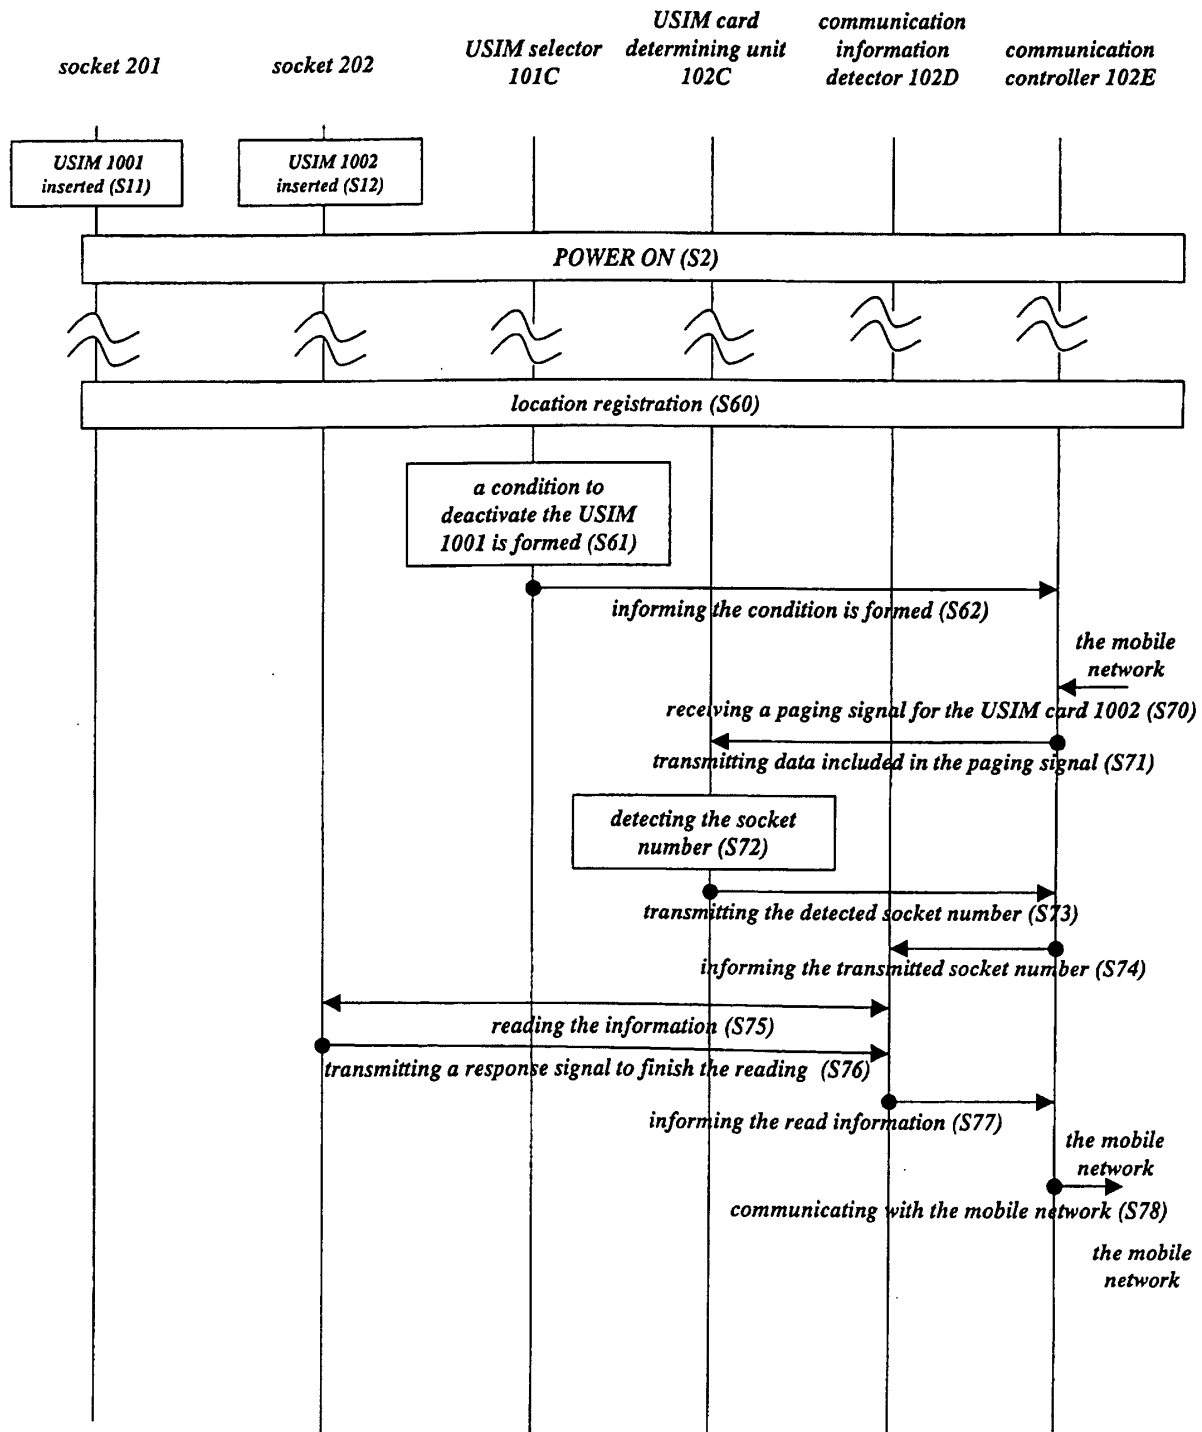 socket 201
socket 202
USIM selector
101C
USIM card
determining unit
102C
communication
information
detector 102D
communication
controller 102E
USIM 1001
inserted (S11)
USIM 1002
inserted (S12)
POWER ON (S2)
location registration (S60)
a condition to
deactivate the USIM
1001 is formed (S61)
informing the condition is formed (S62)
the mobile
network
receiving a paging signal for the USIM card 1002 (S70)
transmitting data included in the paging signal (S71)
detecting the socket
number (S72)
transmitting the detected socket number (S73)
informing the transmitted socket number (S74)
reading the information (S75)
transmitting a response signal to finish the reading (S76)
informing the read information (S77)
the mobile
network
communicating with the mobile network (S78)
the mobile
network